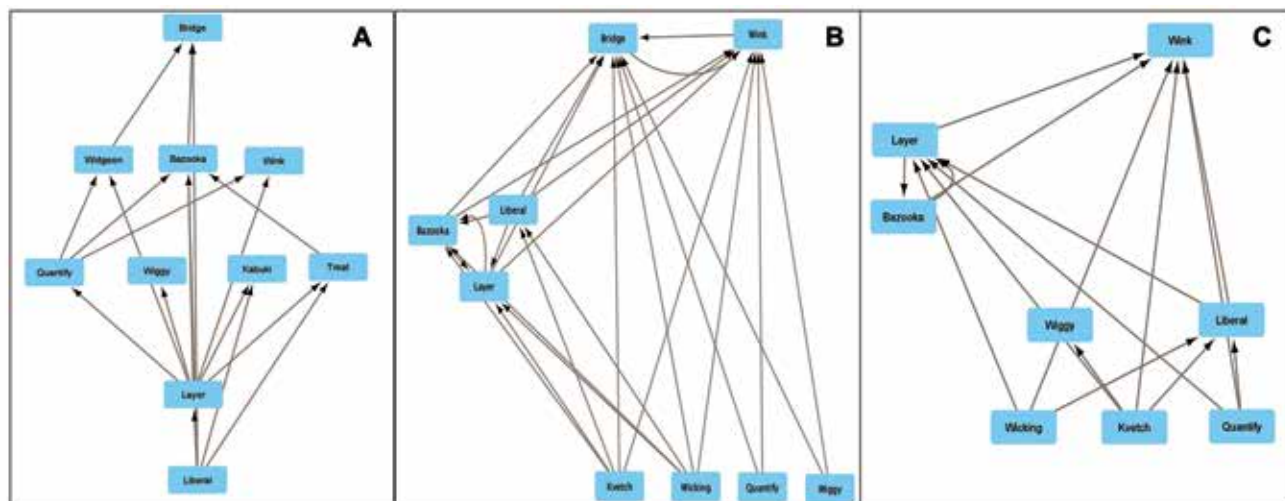 A
Bridge
Widgeon
Bazooka
Wink
Quantify
Wiggy
Kabuki
Treat
Layer
Liberal
B
Bridge
Wink
Liberal
Bazooka
Layer
Kvetch
Wicking
Quantify
Wiggy
C
Wink
Layer
Bazooka
Wiggy
Liberal
Wicking
Kvetch
Quantify